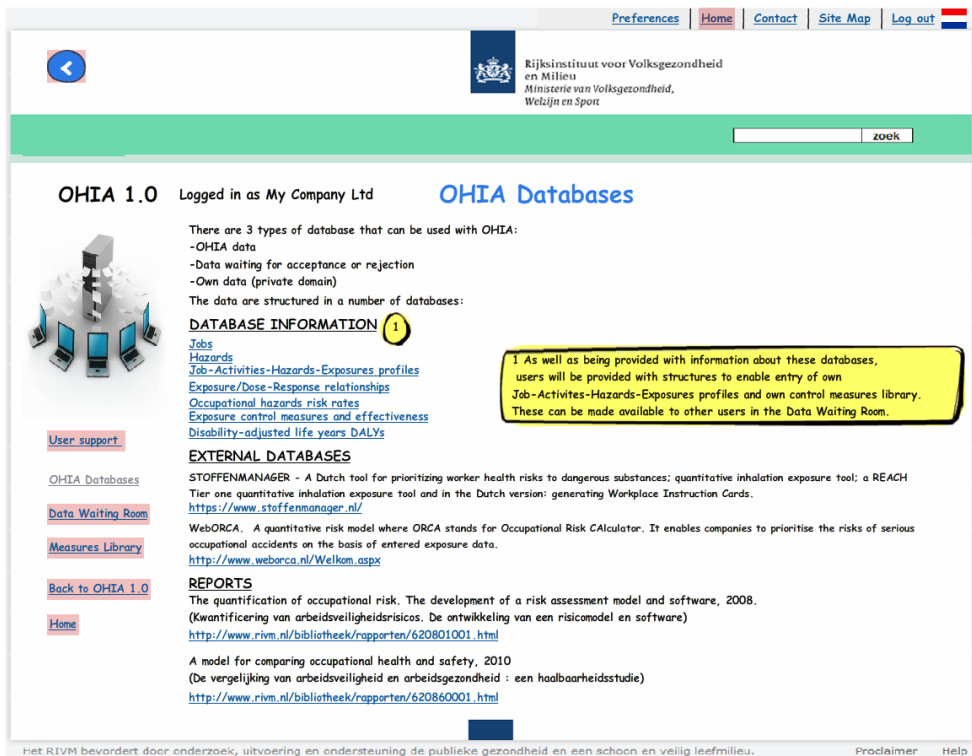 Preferences Home Contact Site Map Log out
Rijksinstituut voor Volksgezondheid
en Milieu
Ministerie van Volksgezondheid,
Welzijn en Sport
zoek
OHIA 1.0 Logged in as My Company Ltd OHIA Databases
There are 3 types of database that can be used with OHIA:
-OHIA data
-Data waiting for acceptance or rejection
-Own data (private domain)
The data are structured in a number of databases:
DATABASE INFORMATION 1
Jobs
Hazards
Job-Activities-Hazards-Exposures profiles
Exposure/Dose-Response relationships
Occupational hazards risk rates
Exposure control measures and effectiveness
Disability-adjusted life years DALYs
1 As well as being provided with information about these databases,
users will be provided with structures to enable entry of own
Job-Activites-Hazards-Exposures profiles and own control measures library.
These can be made available to other users in the Data Waiting Room.
User support
OHIA Databases
Data Waiting Room
Measures Library
Back to OHIA 1.0
Home
EXTERNAL DATABASES
STOFFENMANAGER - A Dutch tool for prioritizing worker health risks to dangerous substances; quantitative inhalation exposure tool; a REACH
Tier one quantitative inhalation exposure tool and in the Dutch version: generating Workplace Instruction Cards.
https://www.stoffenmanager.nl/
WebORCA. A quantitative risk model where ORCA stands for Occupational Risk CAlculator. It enables companies to prioritise the risks of serious
occupational accidents on the basis of entered exposure data.
http://www.weborca.nl/Welkom.aspx
REPORTS
The quantification of occupational risk. The development of a risk assessment model and software, 2008.
(Kwantificering van arbeidsveiligheidsrisicos. De ontwikkeling van een risicomodel en software)
http://www.rivm.nl/bibliotheek/rapporten/620801001.html
A model for comparing occupational health and safety, 2010
(De vergelijking van arbeidsveiligheid en arbeidsgezondheid : een haalbaarheidsstudie)
http://www.rivm.nl/bibliotheek/rapporten/620860001.html
Het RIVM bevordert door onderzoek, uitvoering en ondersteuning de publieke gezondheid en een schoon en veilig leefmilieu. Proclaimer Help